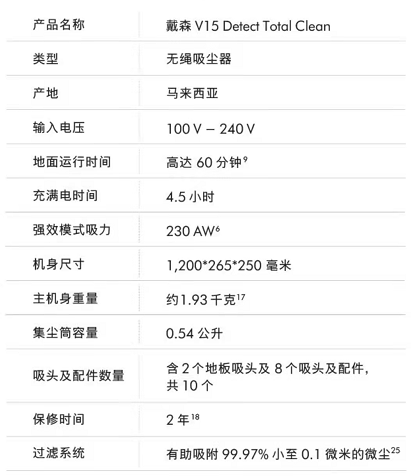 产品名称 戴森 V15 Detect Total Clean
类型 无绳吸尘器
产地 马来西亚
输入电压 100 V – 240 V
地面运行时间 高达 60 分钟⁹
充满电时间 4.5 小时
强效模式吸力 230 AW⁶
机身尺寸 1,200*265*250 毫米
主机身重量 约1.93 千克¹⁷
集尘筒容量 0.54 公升
吸头及配件数量 含 2 个地板吸头及 8 个吸头及配件，
共 10 个
保修时间 2 年¹⁸
过滤系统 有助吸附 99.97% 小至 0.1 微米的微尘²⁵